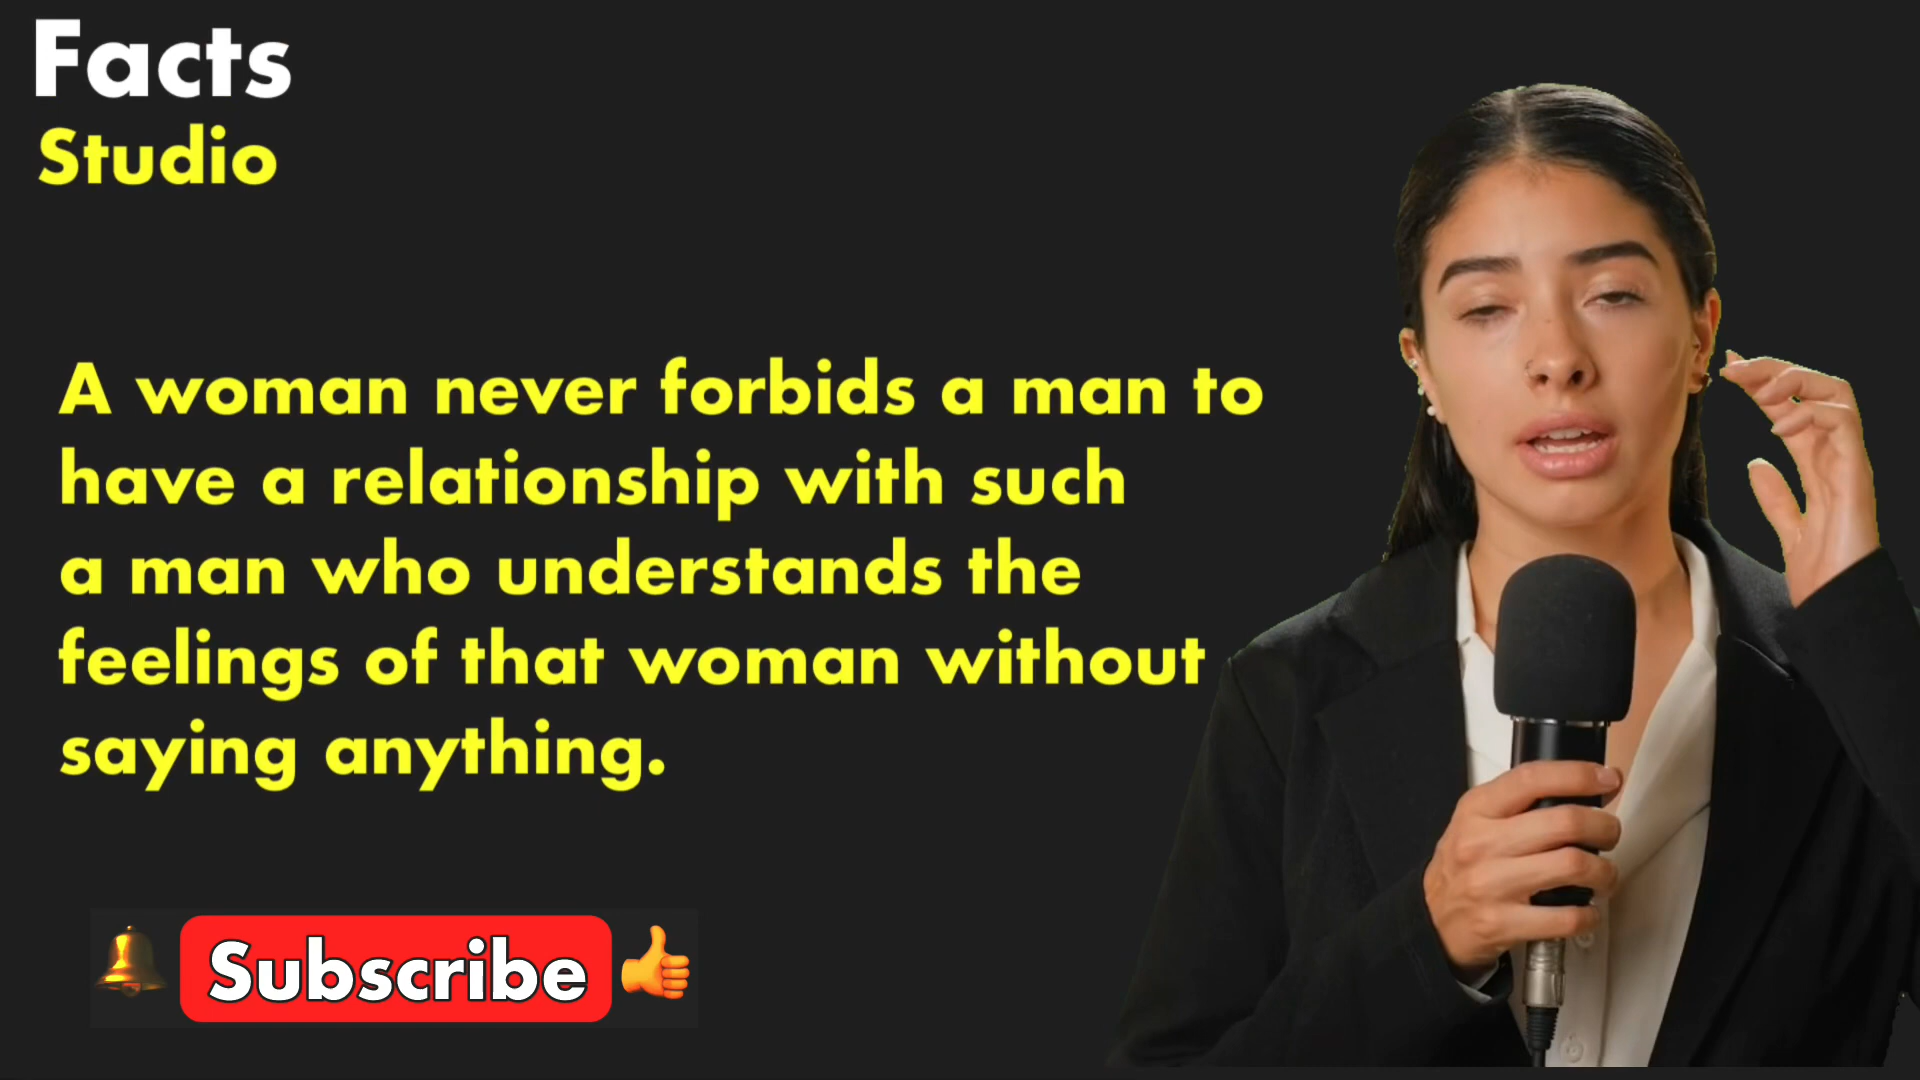 Facts
Studio
A woman never forbids a man to
have a relationship with such
a man who understands the
feelings of that woman without
saying anything.
Subscribe